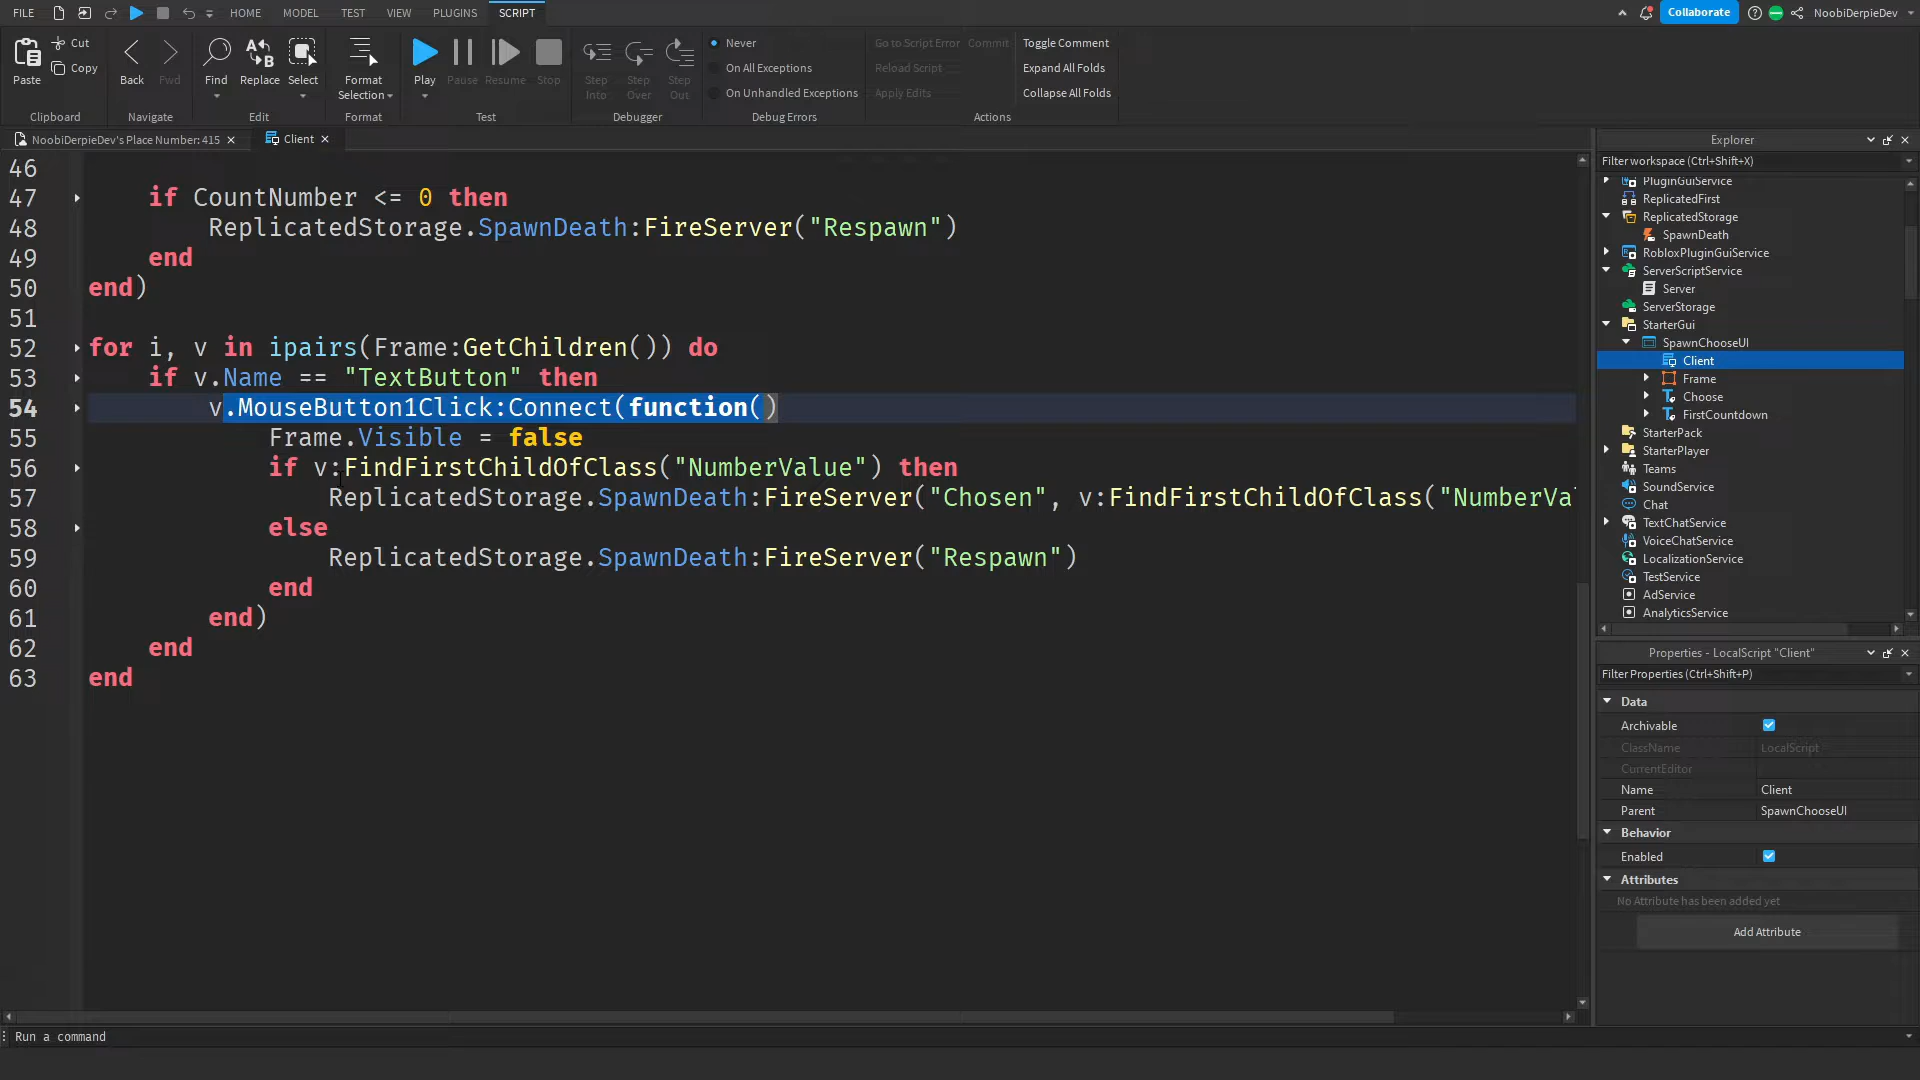 FILE HOME MODEL TEST VIEW PLUGINS SCRIPT Collaborate NoobiDerpieDev
Paste Cut Copy Clipboard
Back Fwd Navigate
Find Replace Select Edit
Format Selection Format
Play Pause Resume Stop Test
Step Into Step Over Step Out Debugger
Never
On All Exceptions
On Unhandled Exceptions
Debug Errors
Go to Script Error Commit
Reload Script
Apply Edits
Toggle Comment
Expand All Folds
Collapse All Folds
Actions
NoobiDerpieDev's Place Number: 415 Client
46
47 if CountNumber <= 0 then
48 ReplicatedStorage.SpawnDeath:FireServer("Respawn")
49 end
50 end)
51
52 for i, v in ipairs(Frame:GetChildren()) do
53 if v.Name == "TextButton" then
54 v.MouseButton1Click:Connect(function()
55 Frame.Visible = false
56 if v:FindFirstChildOfClass("NumberValue") then
57 ReplicatedStorage.SpawnDeath:FireServer("Chosen", v:FindFirstChildOfClass("NumberVal
58 else
59 ReplicatedStorage.SpawnDeath:FireServer("Respawn")
60 end
61 end)
62 end
63 end
Run a command
Explorer
Filter workspace (Ctrl+Shift+X)
PluginGuiService
ReplicatedFirst
ReplicatedStorage
SpawnDeath
RobloxPluginGuiService
ServerScriptService
Server
ServerStorage
StarterGui
SpawnChooseUI
Client
Frame
Choose
FirstCountdown
StarterPack
StarterPlayer
Teams
SoundService
Chat
TextChatService
VoiceChatService
LocalizationService
TestService
AdService
AnalyticsService
Properties - LocalScript "Client"
Filter Properties (Ctrl+Shift+P)
Data
Archivable
ClassName LocalScript
CurrentEditor
Name Client
Parent SpawnChooseUI
Behavior
Enabled
Attributes
No Attribute has been added yet
Add Attribute